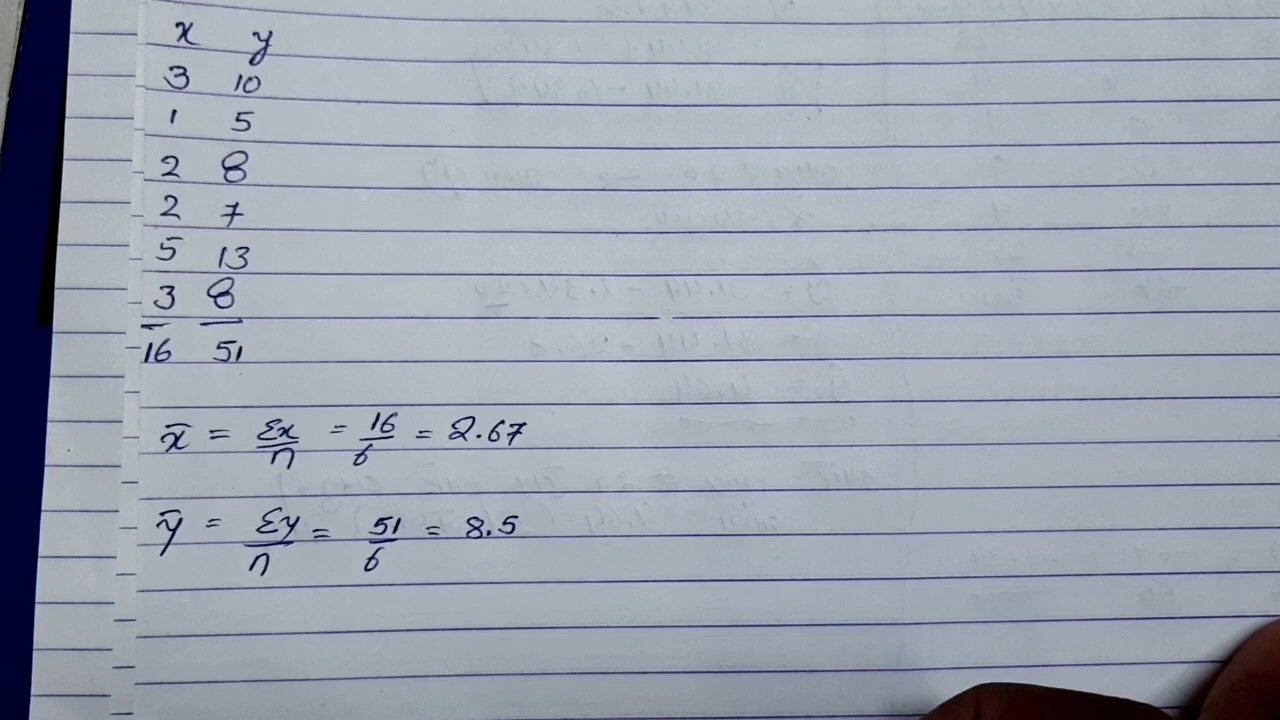 x y
3 10
1 5
2 8
2 7
5 13
3 8
16 51
x̄ = Σx/n = 16/6 = 2.67
ȳ = Σy/n = 51/6 = 8.5